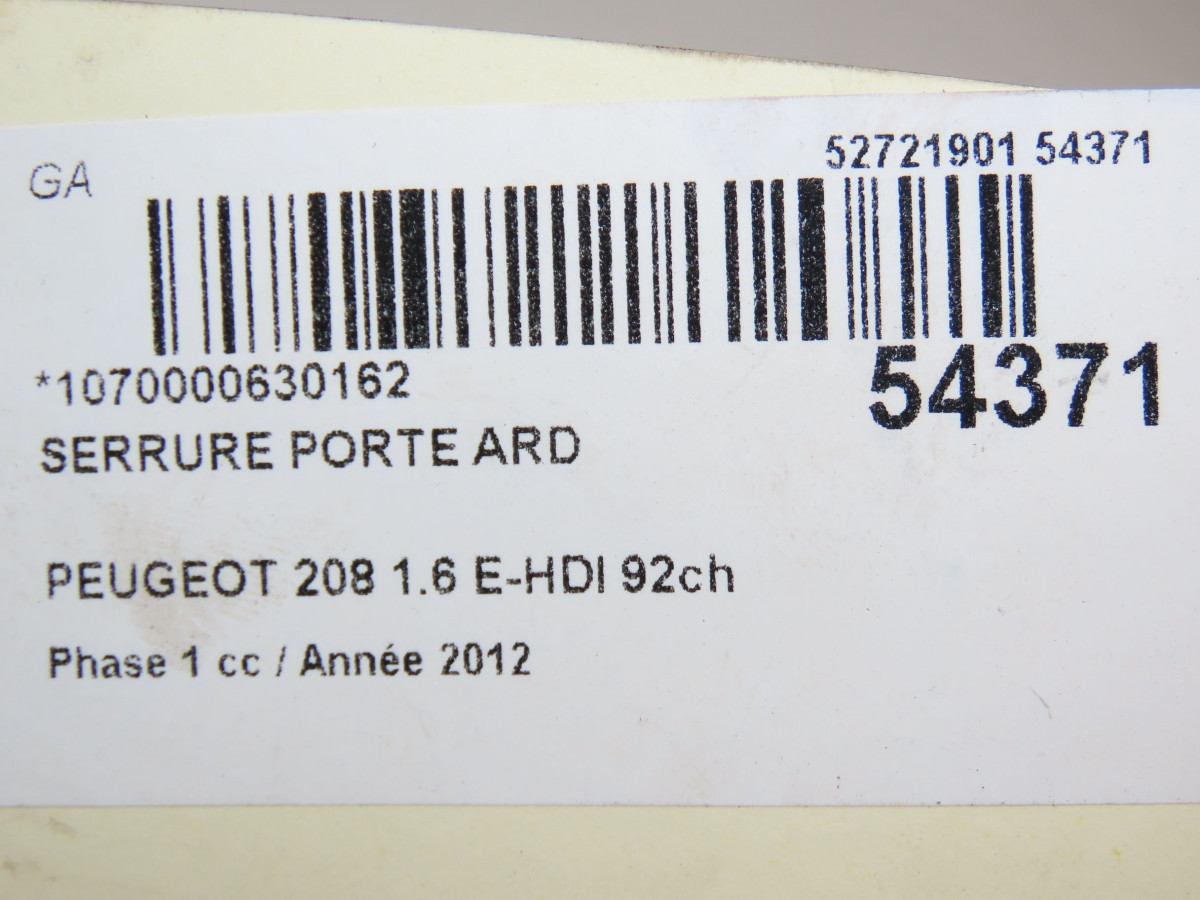 GA
52721901 54371
*1070000630162
54371
SERRURE PORTE ARD
PEUGEOT 208 1.6 E-HDI 92ch
Phase 1 cc / Année 2012